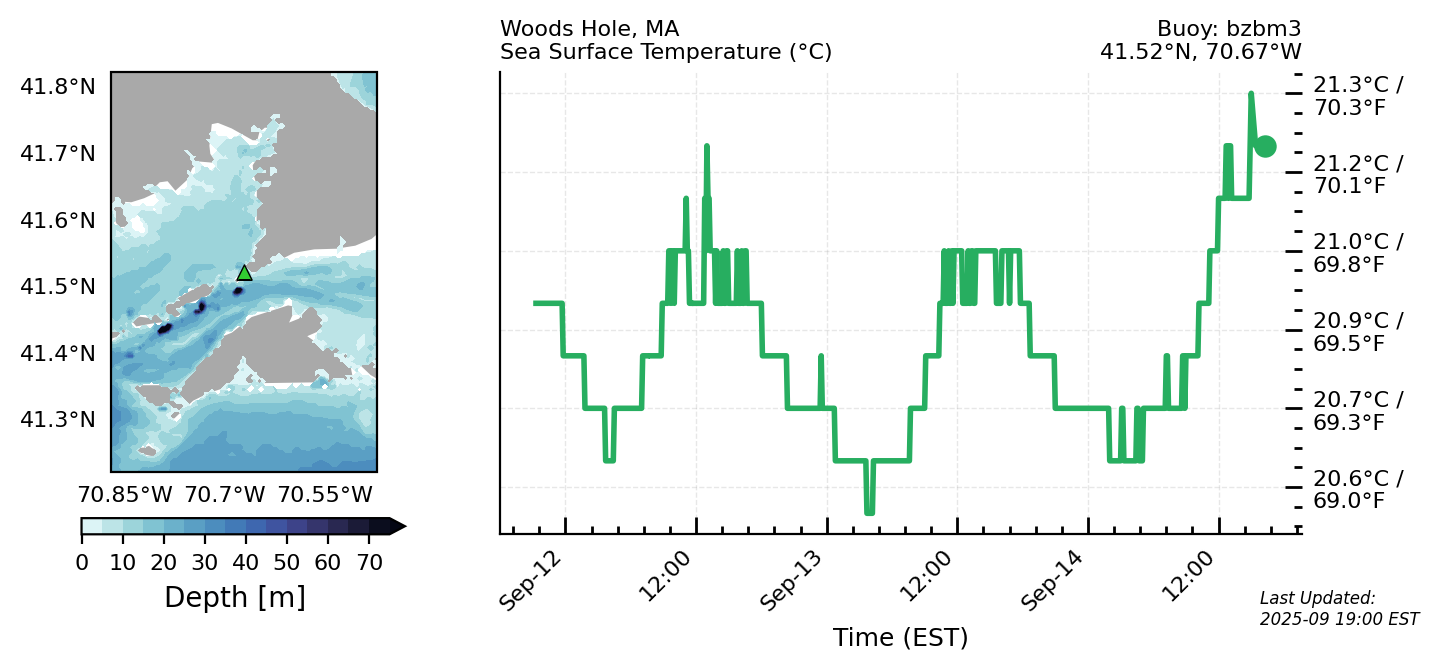 Woods Hole, MA
Sea Surface Temperature (°C)
Buoy: bzbm3
41.52°N, 70.67°W
41.8°N
41.7°N
41.6°N
41.5°N
41.4°N
41.3°N
70.85°W 70.7°W 70.55°W
0 10 20 30 40 50 60 70
Depth [m]
21.3°C /
70.3°F
21.2°C /
70.1°F
21.0°C /
69.8°F
20.9°C /
69.5°F
20.7°C /
69.3°F
20.6°C /
69.0°F
Sep-12
12:00
Sep-13
12:00
Sep-14
12:00
Time (EST)
Last Updated:
2025-09 19:00 EST